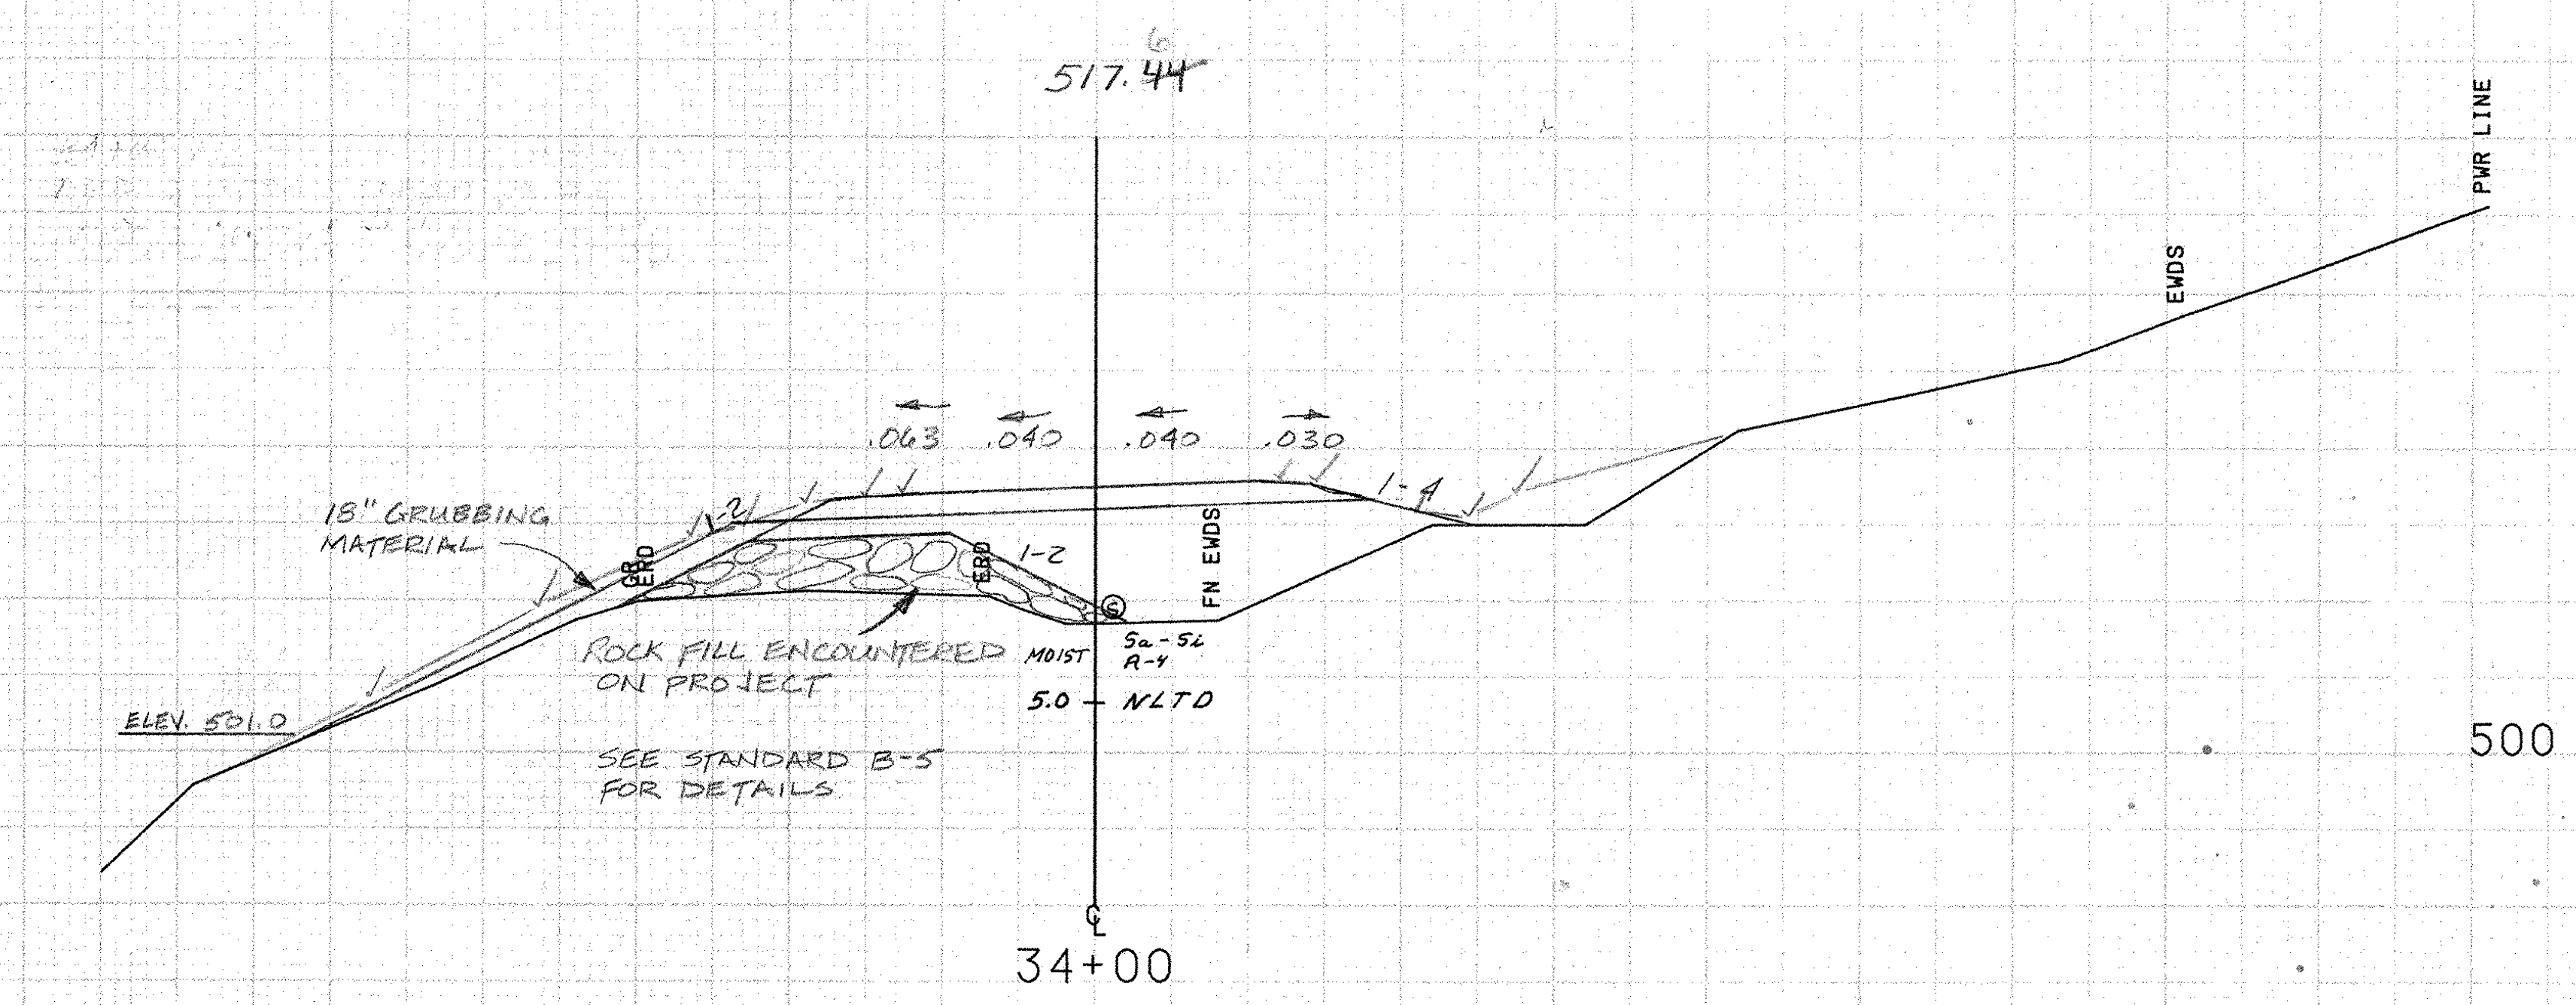 6
517.44
PWR LINE
EWDS
.063 .040 .040 .030
1-4
1-2
18" GRUBBING
MATERIAL
GR
ERD
ERD
1-2
FN EWDS
S
ROCK FILL ENCOUNTERED
ON PROJECT
MOIST
Sa-Si
A-4
5.0 NLTD
ELEV. 501.0
SEE STANDARD B-5
FOR DETAILS
500
CL
34+00